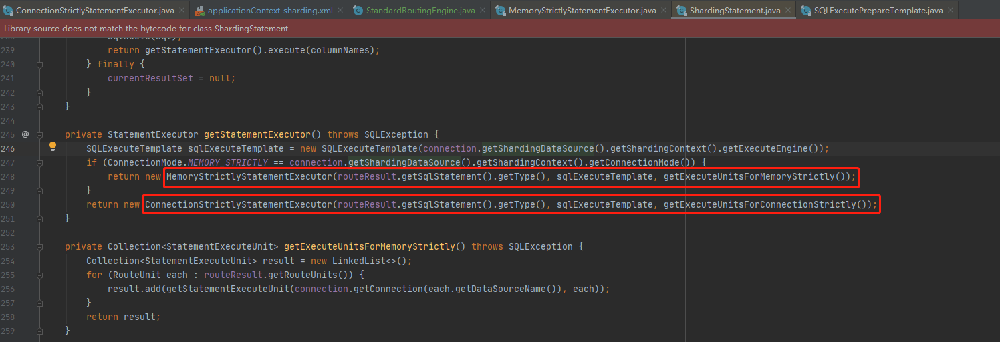 ConnectionStrictlyStatementExecutor.java applicationContext-sharding.xml StandardRoutingEngine.java MemoryStrictlyStatementExecutor.java ShardingStatement.java SQLExecutePrepareTemplate.java
Library source does not match the bytecode for class ShardingStatement
239 return getStatementExecutor().execute(columnNames);
240 } finally {
241 currentResultSet = null;
242 }
243 }
244
245 @ private StatementExecutor getStatementExecutor() throws SQLException {
246 SQLExecuteTemplate sqlExecuteTemplate = new SQLExecuteTemplate(connection.getShardingDataSource().getShardingContext().getExecuteEngine());
247 if (ConnectionMode.MEMORY_STRICTLY == connection.getShardingDataSource().getShardingContext().getConnectionMode()) {
248 return new MemoryStrictlyStatementExecutor(routeResult.getSqlStatement().getType(), sqlExecuteTemplate, getExecuteUnitsForMemoryStrictly());
249 }
250 return new ConnectionStrictlyStatementExecutor(routeResult.getSqlStatement().getType(), sqlExecuteTemplate, getExecuteUnitsForConnectionStrictly());
251 }
252
253 private Collection<StatementExecuteUnit> getExecuteUnitsForMemoryStrictly() throws SQLException {
254 Collection<StatementExecuteUnit> result = new LinkedList<>();
255 for (RouteUnit each : routeResult.getRouteUnits()) {
256 result.add(getStatementExecuteUnit(connection.getConnection(each.getDataSourceName()), each));
257 }
258 return result;
259 }